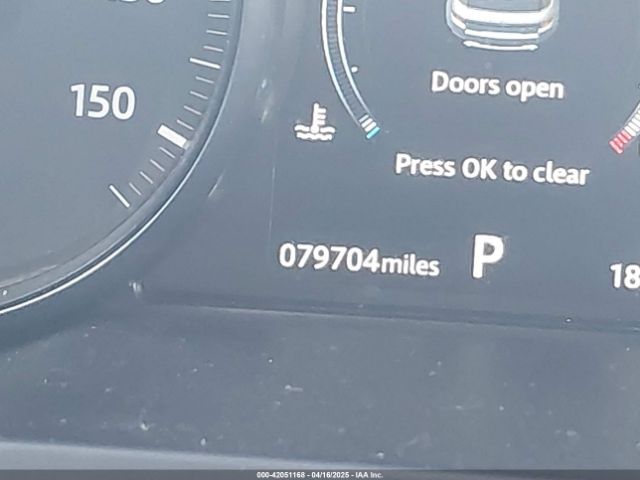 150
Doors open
Press OK to clear
079704miles
P
18
000-42051168 - 04/16/2025 - IAA Inc.